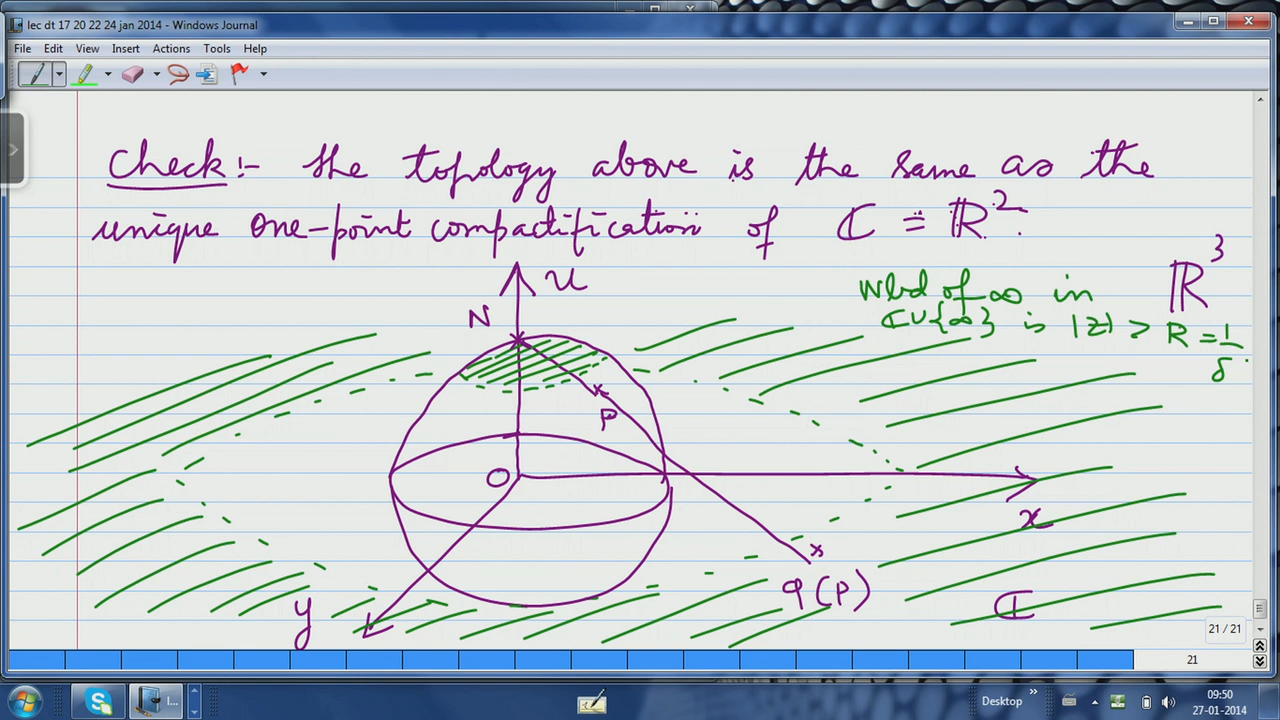 lec dt 17 20 22 24 jan 2014 - Windows Journal
File Edit View Insert Actions Tools Help
Check:- The topology above is the same as the
unique one-point compactification of ℂ = ℝ².
U
N
Nbd of ∞ in
ℂ∪{∞} is |z| > R = 1/δ.
ℝ³
P
O
x
φ(P)
y
ℂ
21 / 21
21
Desktop
09:50
27-01-2014